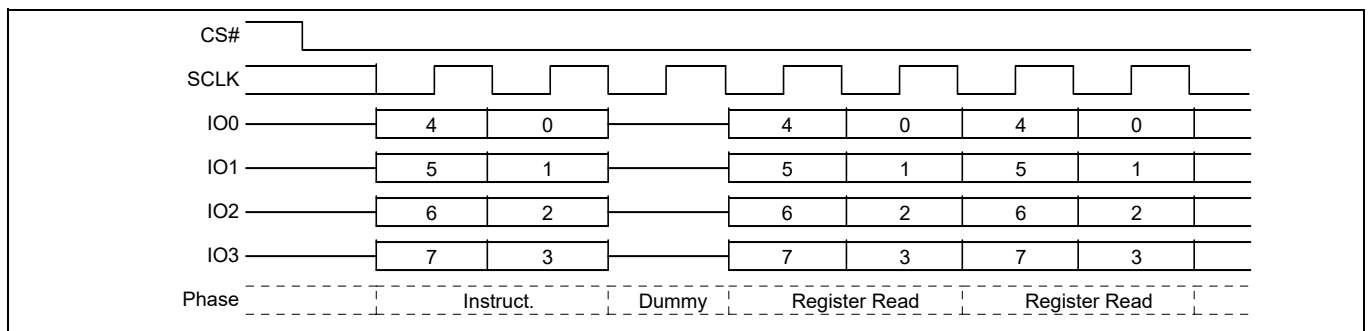 CS#
SCLK
IO0 4 0 4 0 4 0
IO1 5 1 5 1 5 1
IO2 6 2 6 2 6 2
IO3 7 3 7 3 7 3
Phase Instruct. Dummy Register Read Register Read